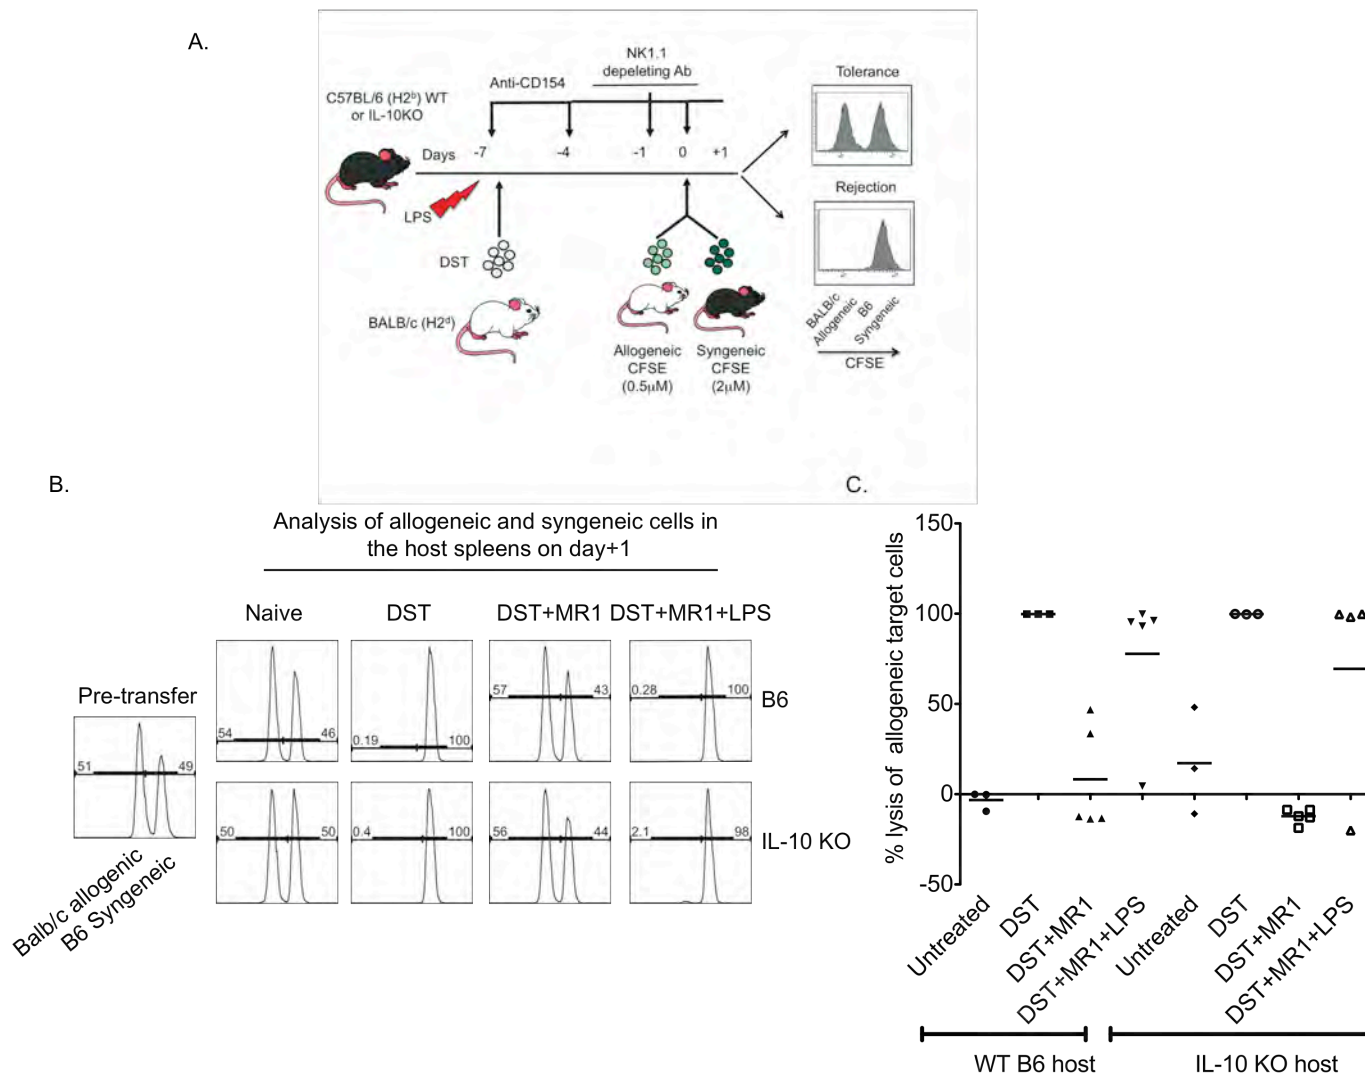 A.
NK1.1
depleting Ab
Anti-CD154
C57BL/6 (H2ᵇ) WT
or IL-10KO
Days -7 -4 -1 0 +1
LPS
DST
BALB/c (H2ᵈ)
Allogeneic
CFSE
(0.5µM)
Syngeneic
CFSE
(2µM)
Tolerance
Rejection
BALB/c
Allogeneic
B6
Syngeneic
CFSE
B.
Analysis of allogeneic and syngeneic cells in
the host spleens on day+1
Naive DST DST+MR1 DST+MR1+LPS
Pre-transfer
51 49
Balb/c allogenic
B6 Syngeneic
54 46
0.19 100
57 43
0.28 100
B6
50 50
0.4 100
56 44
2.1 98
IL-10 KO
C.
% lysis of allogeneic target cells
150
100
50
0
-50
Untreated
DST
DST+MR1
DST+MR1+LPS
Untreated
DST
DST+MR1
DST+MR1+LPS
WT B6 host
IL-10 KO host